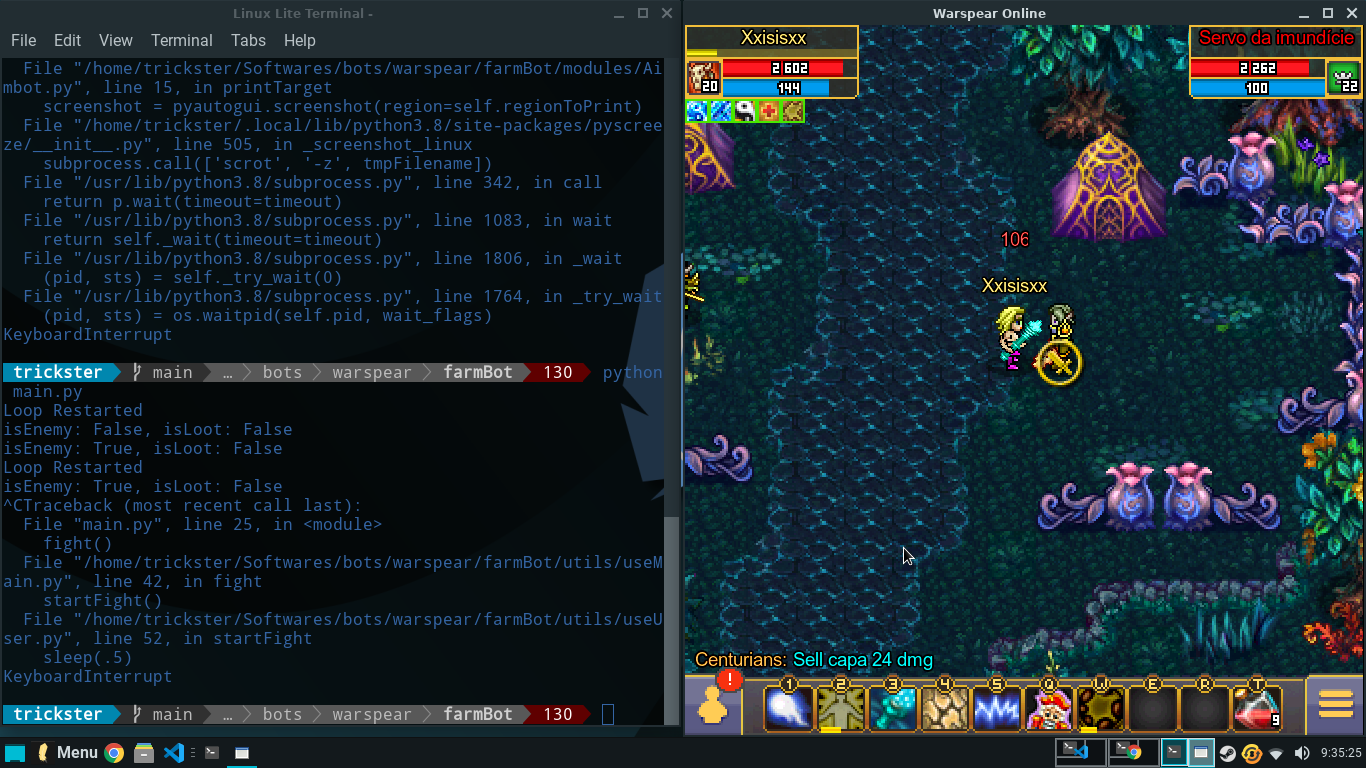 Linux Lite Terminal -
File Edit View Terminal Tabs Help
File "/home/trickster/Softwares/bots/warspear/farmBot/modules/Ai
mbot.py", line 15, in printTarget
screenshot = pyautogui.screenshot(region=self.regionToPrint)
File "/home/trickster/.local/lib/python3.8/site-packages/pyscree
ze/__init__.py", line 505, in _screenshot_linux
subprocess.call(['scrot', '-z', tmpFilename])
File "/usr/lib/python3.8/subprocess.py", line 342, in call
return p.wait(timeout=timeout)
File "/usr/lib/python3.8/subprocess.py", line 1083, in wait
return self._wait(timeout=timeout)
File "/usr/lib/python3.8/subprocess.py", line 1806, in _wait
(pid, sts) = self._try_wait(0)
File "/usr/lib/python3.8/subprocess.py", line 1764, in _try_wait
(pid, sts) = os.waitpid(self.pid, wait_flags)
KeyboardInterrupt
trickster main … bots warspear farmBot 130 python
main.py
Loop Restarted
isEnemy: False, isLoot: False
isEnemy: True, isLoot: False
Loop Restarted
isEnemy: True, isLoot: False
^CTraceback (most recent call last):
File "main.py", line 25, in <module>
fight()
File "/home/trickster/Softwares/bots/warspear/farmBot/utils/useM
ain.py", line 42, in fight
startFight()
File "/home/trickster/Softwares/bots/warspear/farmBot/utils/useU
ser.py", line 52, in startFight
sleep(.5)
KeyboardInterrupt
trickster main … bots warspear farmBot 130
Warspear Online
Xxisisxx
2 602
20
144
Servo da imundície
2 262
100
22
106
Xxisisxx
Centurians: Sell capa 24 dmg
!
1 2 3 4 5 Q W E R T
9
Menu
9:35:25